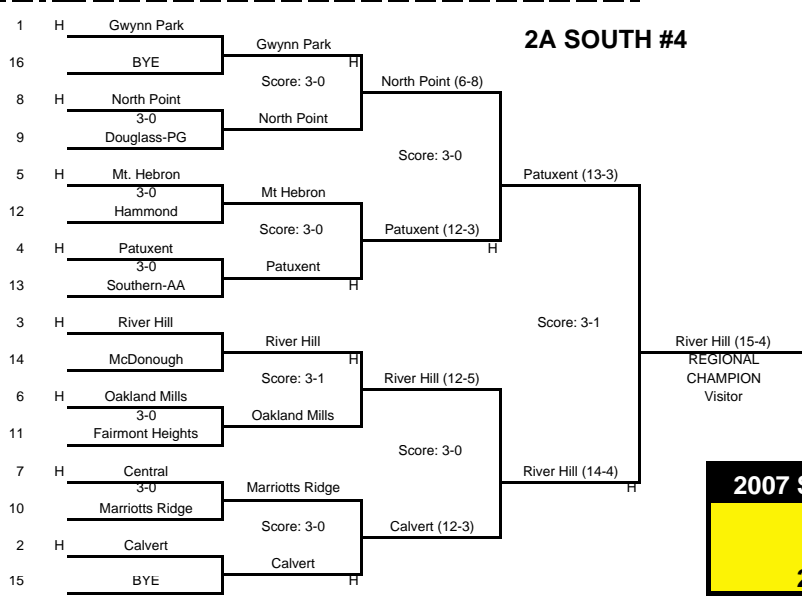 2A SOUTH #4
1 H Gwynn Park
16 BYE
8 H North Point
3-0
9 Douglass-PG
5 H Mt. Hebron
3-0
12 Hammond
4 H Patuxent
3-0
13 Southern-AA
3 H River Hill
14 McDonough
6 H Oakland Mills
3-0
11 Fairmont Heights
7 H Central
3-0
10 Marriotts Ridge
2 H Calvert
15 BYE
Gwynn Park
H
Score: 3-0
North Point
Mt Hebron
Score: 3-0
Patuxent
H
River Hill
H
Score: 3-1
Oakland Mills
Marriotts Ridge
Score: 3-0
Calvert
H
North Point (6-8)
Score: 3-0
Patuxent (12-3)
H
River Hill (12-5)
Score: 3-0
Calvert (12-3)
Patuxent (13-3)
Score: 3-1
River Hill (14-4)
H
River Hill (15-4)
REGIONAL
CHAMPION
Visitor
2007 S
2